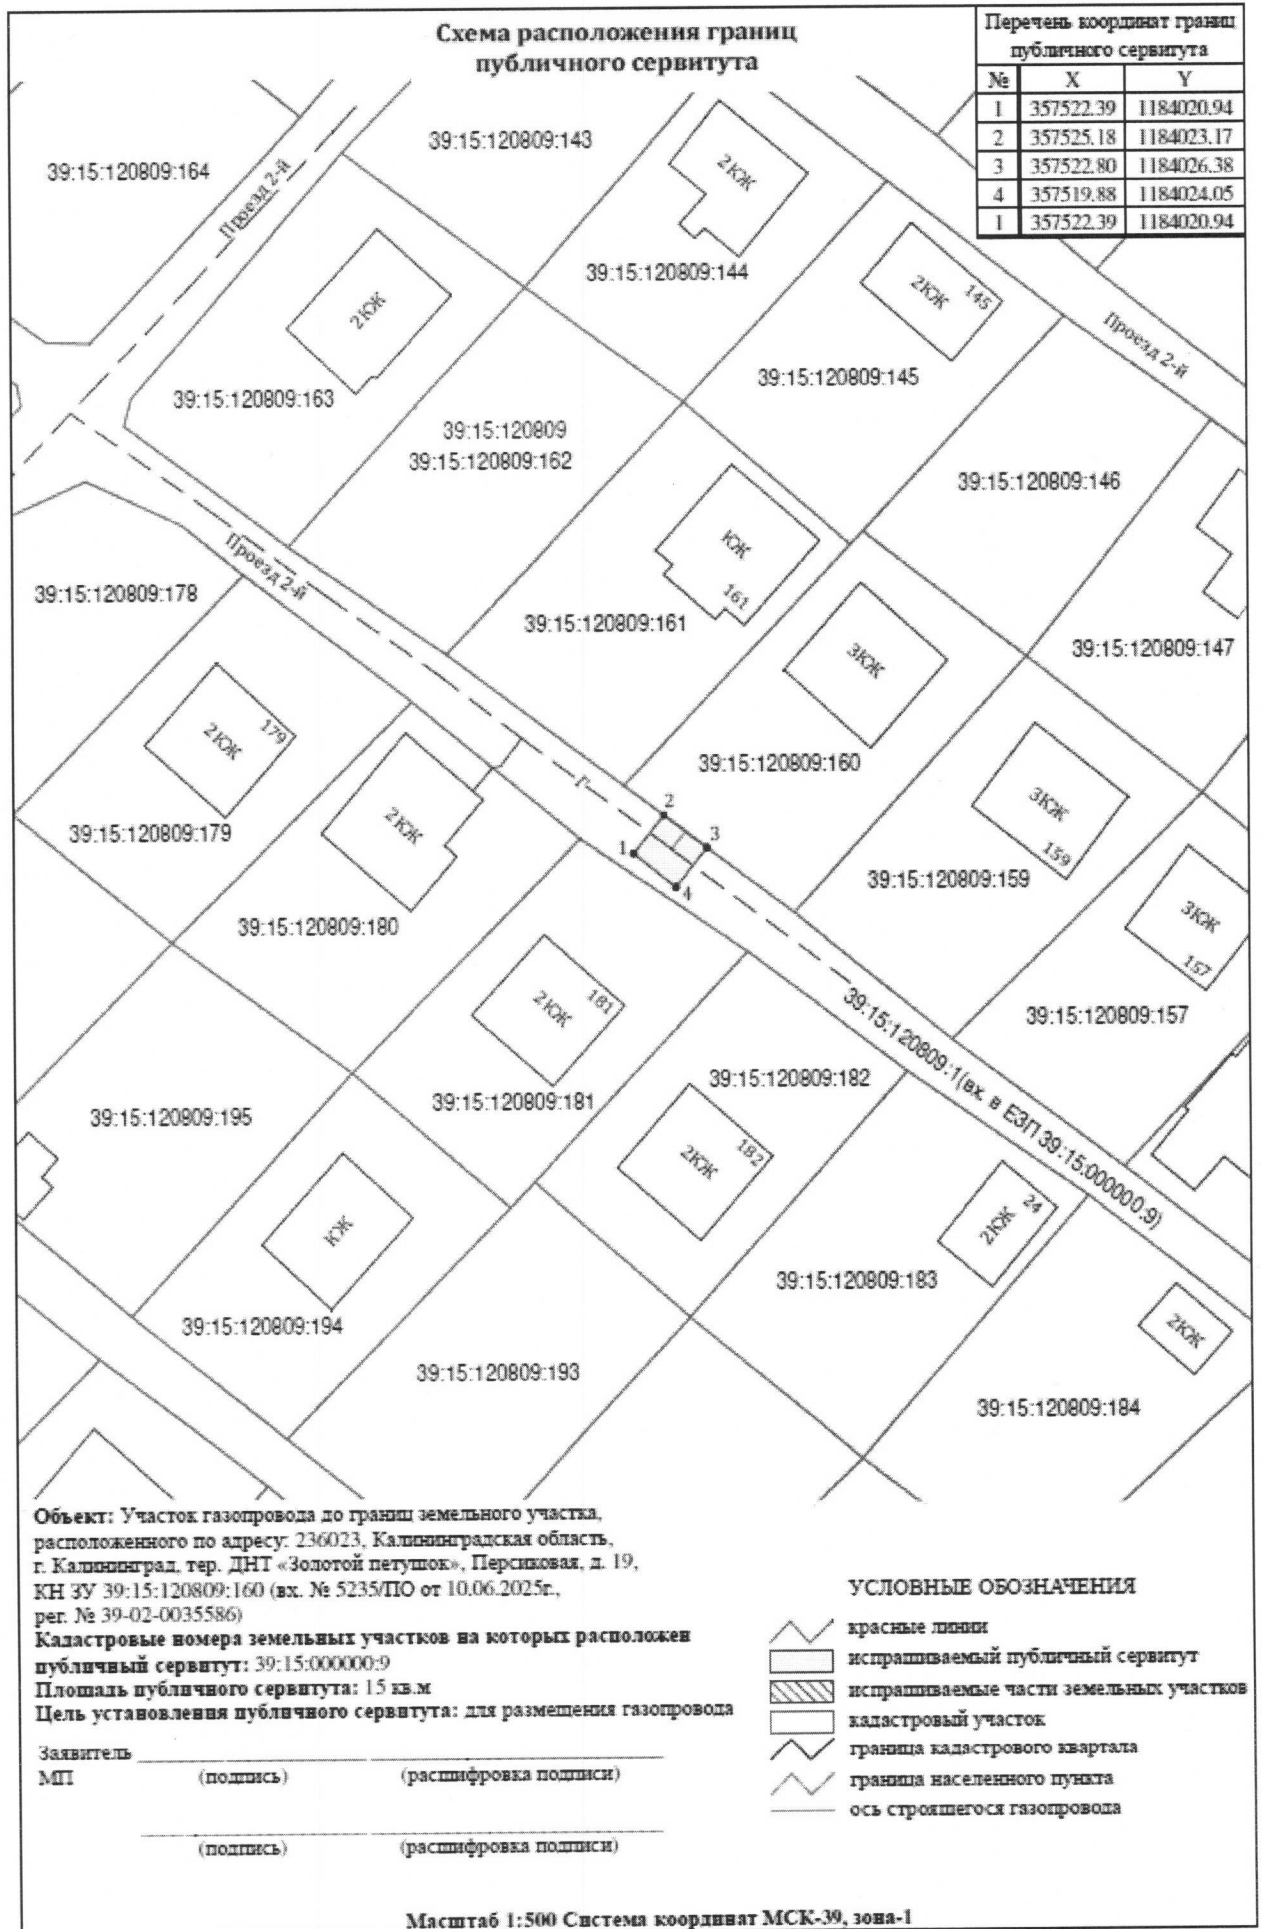 Схема расположения границ
публичного сервитута
Перечень координат границ
публичного сервитута
№ X Y
1 357522.39 1184020.94
2 357525.18 1184023.17
3 357522.80 1184026.38
4 357519.88 1184024.05
1 357522.39 1184020.94
39:15:120809:143
39:15:120809:164
Проезд 2-й
2КЖ
39:15:120809:144
2КЖ
2КЖ 145
Проезд 2-й
39:15:120809:145
39:15:120809:163
39:15:120809
39:15:120809:162
39:15:120809:146
КЖ
161
Проезд 2-й
39:15:120809:178
39:15:120809:161
39:15:120809:147
3КЖ
2КЖ 179
39:15:120809:160
Г
3КЖ
159
2
1
3
4
2КЖ
39:15:120809:179
39:15:120809:159
39:15:120809:180
3КЖ
157
2КЖ 181
39:15:120809:157
39:15:120809:1(вх. в ЕЗП 39:15:000000:9)
39:15:120809:182
39:15:120809:181
39:15:120809:195
2КЖ 182
КЖ
2КЖ 24
39:15:120809:183
39:15:120809:194
2КЖ
39:15:120809:193
39:15:120809:184
Объект: Участок газопровода до границ земельного участка,
расположенного по адресу: 236023, Калининградская область,
г. Калининград, тер. ДНТ «Золотой петушок», Персиковая, д. 19,
КН ЗУ 39:15:120809:160 (вх. № 5235/ПО от 10.06.2025г.,
рег. № 39-02-0035586)
Кадастровые номера земельных участков на которых расположен
публичный сервитут: 39:15:000000:9
Площадь публичного сервитута: 15 кв.м
Цель установления публичного сервитута: для размещения газопровода
Заявитель
МП (подпись) (расшифровка подписи)
(подпись) (расшифровка подписи)
УСЛОВНЫЕ ОБОЗНАЧЕНИЯ
красные линии
испрашиваемый публичный сервитут
испрашиваемые части земельных участков
кадастровый участок
граница кадастрового квартала
граница населенного пункта
ось строящегося газопровода
Масштаб 1:500 Система координат МСК-39, зона-1